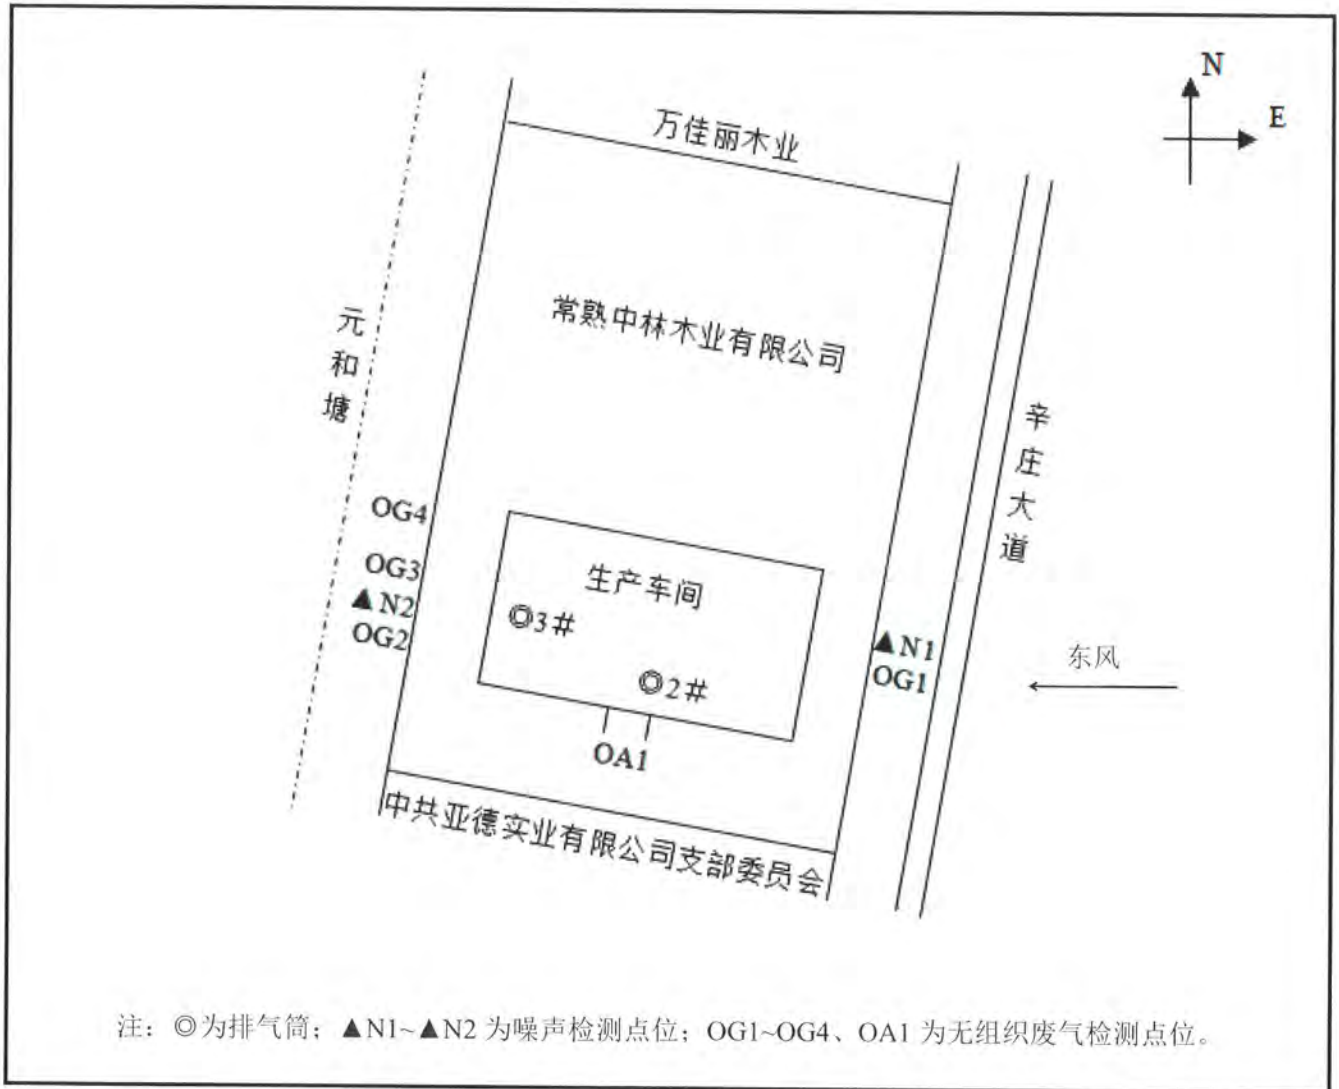 N
E
万佳丽木业
常熟中林木业有限公司
元和塘
辛庄大道
OG4
OG3
▲N2
OG2
生产车间
◎3#
◎2#
OA1
▲N1
OG1
东风
中共亚德实业有限公司支部委员会
注：◎为排气筒；▲N1~▲N2 为噪声检测点位；OG1~OG4、OA1 为无组织废气检测点位。